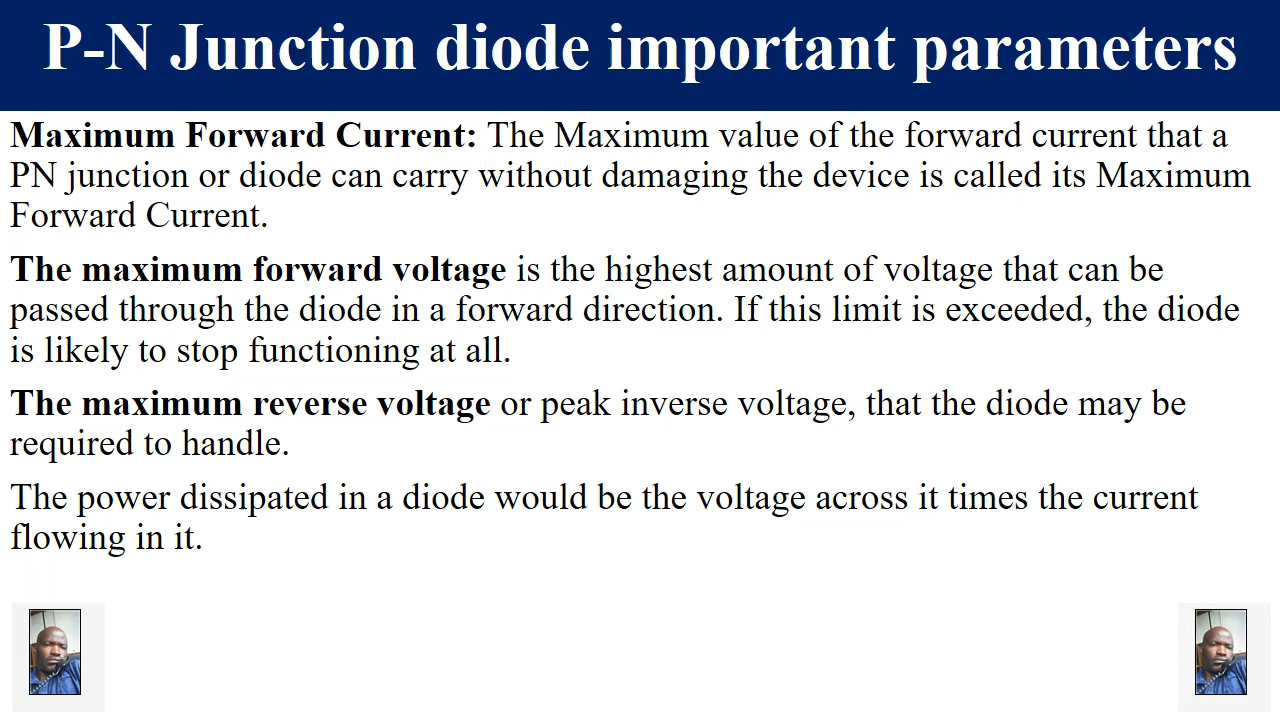 P-N Junction diode important parameters
Maximum Forward Current: The Maximum value of the forward current that a
PN junction or diode can carry without damaging the device is called its Maximum
Forward Current.
The maximum forward voltage is the highest amount of voltage that can be
passed through the diode in a forward direction. If this limit is exceeded, the diode
is likely to stop functioning at all.
The maximum reverse voltage or peak inverse voltage, that the diode may be
required to handle.
The power dissipated in a diode would be the voltage across it times the current
flowing in it.